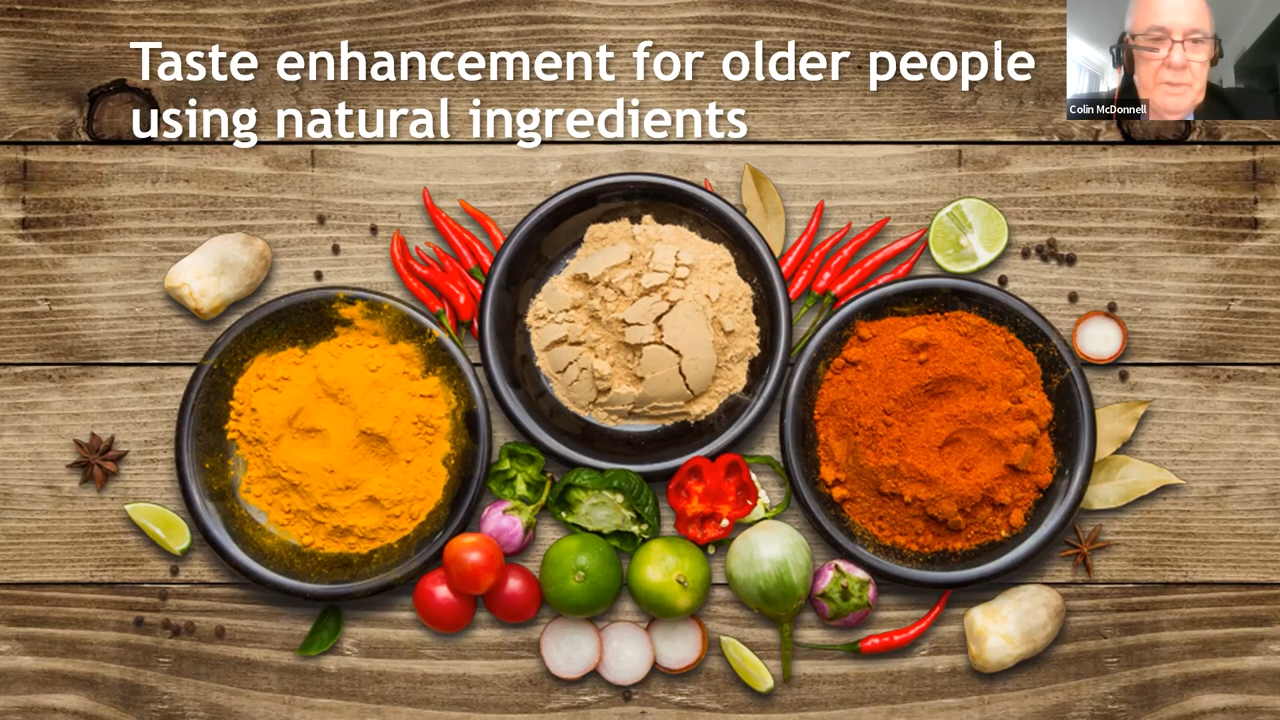 Taste enhancement for older people
using natural ingredients
Colin McDonnell